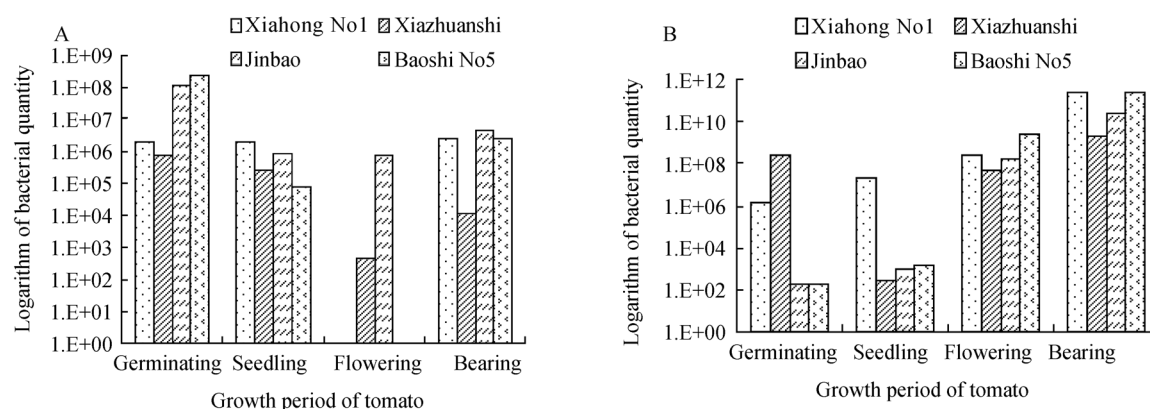 A
Xiahong No1 Xiazhuanshi
Jinbao Baoshi No5
Logarithm of bacterial quantity
1.E+09
1.E+08
1.E+07
1.E+06
1.E+05
1.E+04
1.E+03
1.E+02
1.E+01
1.E+00
Germinating Seedling Flowering Bearing
Growth period of tomato
B
Xiahong No1 Xiazhuanshi
Jinbao Baoshi No5
Logarithm of bacterial quantity
1.E+12
1.E+10
1.E+08
1.E+06
1.E+04
1.E+02
1.E+00
Germinating Seedling Flowering Bearing
Growth period of tomato